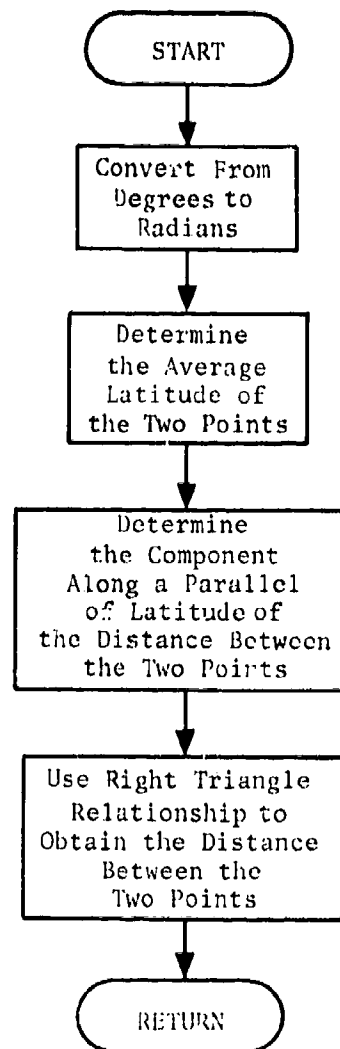 START
Convert From
Degrees to
Radians
Determine
the Average
Latitude of
the Two Points
Determine
the Component
Along a Parallel
of Latitude of
the Distance Between
the Two Points
Use Right Triangle
Relationship to
Obtain the Distance
Between the
Two Points
RETURN